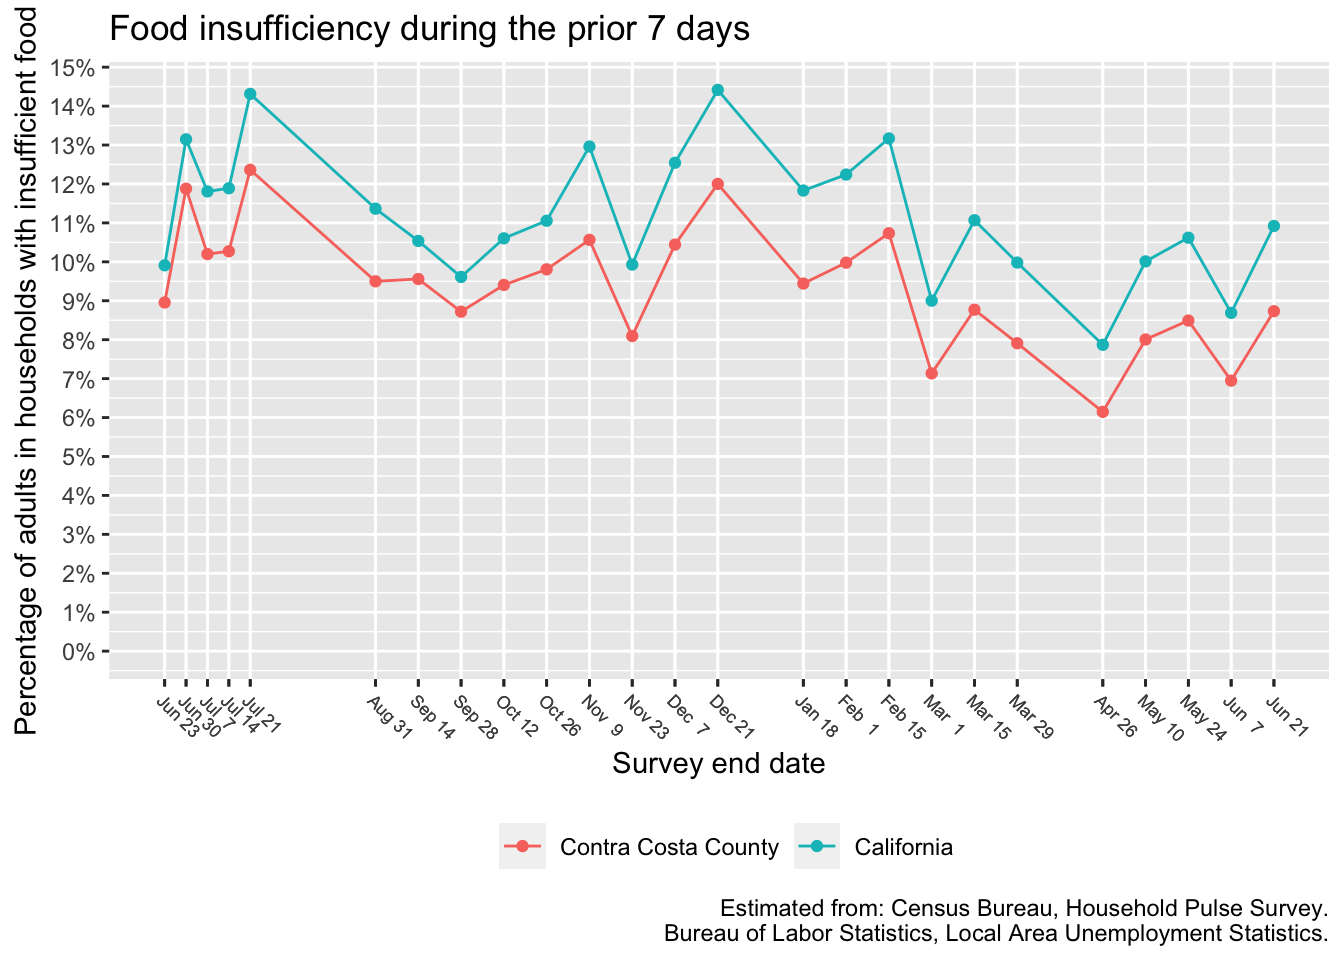 Food insufficiency during the prior 7 days
Percentage of adults in households with insufficient food
15%
14%
13%
12%
11%
10%
9%
8%
7%
6%
5%
4%
3%
2%
1%
0%
Jun 23
Jun 30
Jul 7
Jul 14
Jul 21
Aug 31
Sep 14
Sep 28
Oct 12
Oct 26
Nov 9
Nov 23
Dec 7
Dec 21
Jan 18
Feb 1
Feb 15
Mar 1
Mar 15
Mar 29
Apr 26
May 10
May 24
Jun 7
Jun 21
Survey end date
Contra Costa County
California
Estimated from: Census Bureau, Household Pulse Survey.
Bureau of Labor Statistics, Local Area Unemployment Statistics.